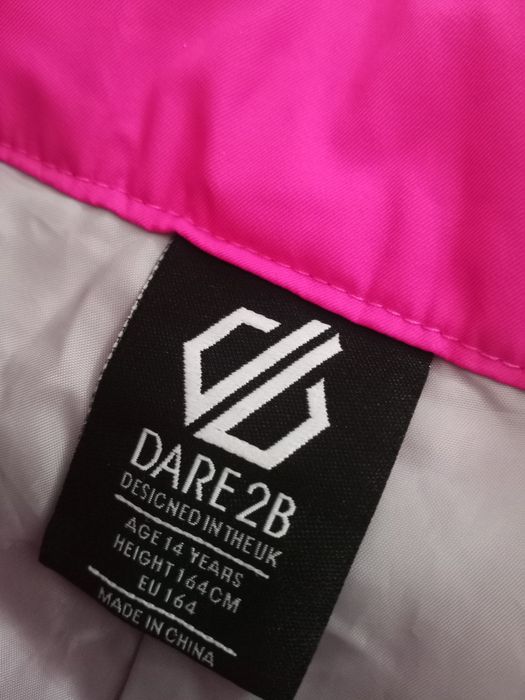 DARE 2B
DESIGNED IN THE UK
AGE 14 YEARS
HEIGHT 164CM
EU 164
MADE IN CHINA